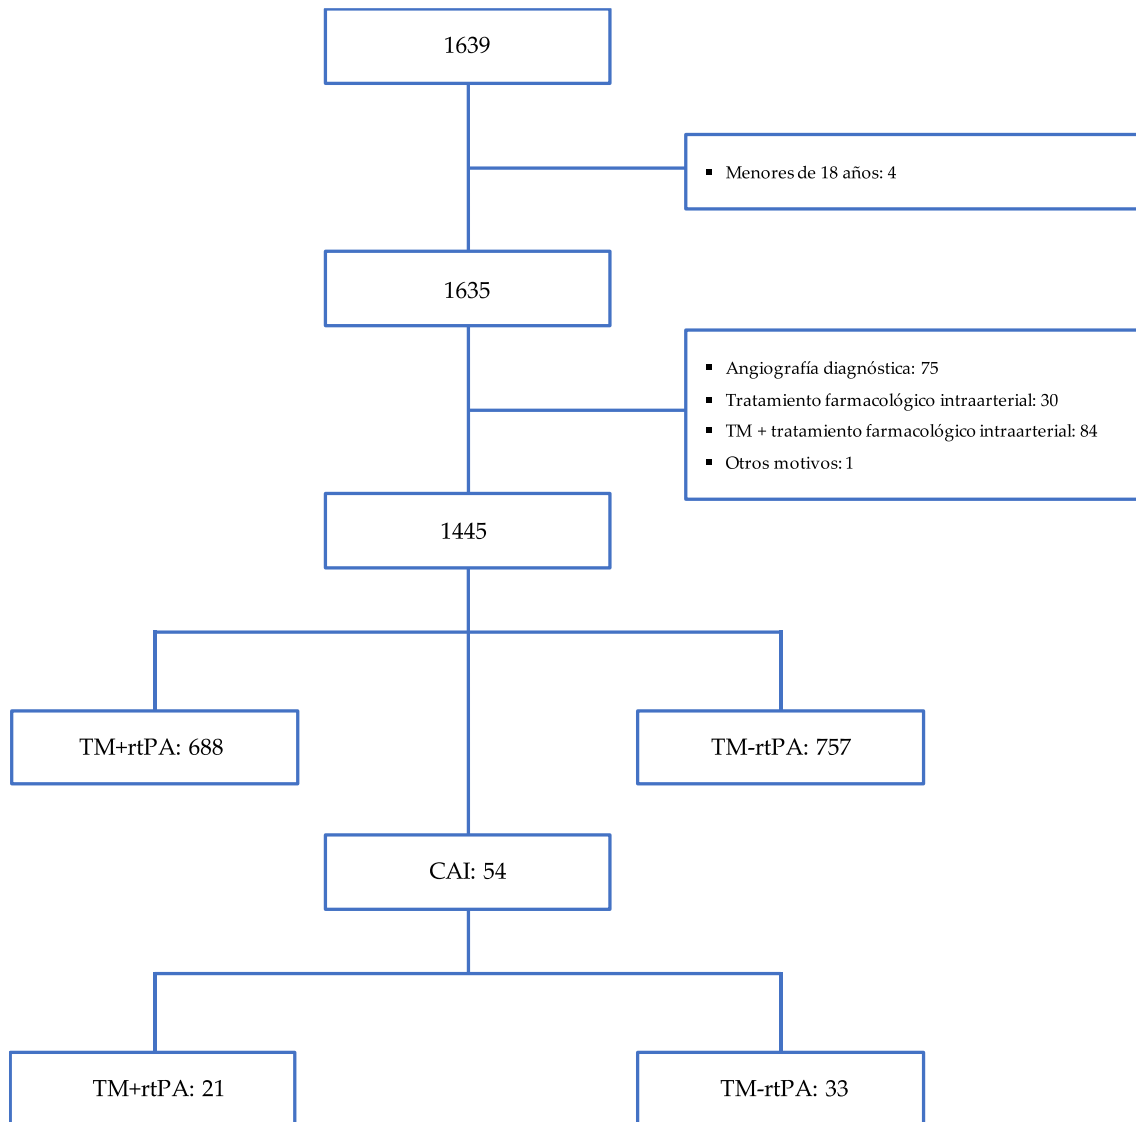 1639
▪ Menores de 18 años: 4
1635
▪ Angiografía diagnóstica: 75
▪ Tratamiento farmacológico intraarterial: 30
▪ TM + tratamiento farmacológico intraarterial: 84
▪ Otros motivos: 1
1445
TM+rtPA: 688
TM-rtPA: 757
CAI: 54
TM+rtPA: 21
TM-rtPA: 33